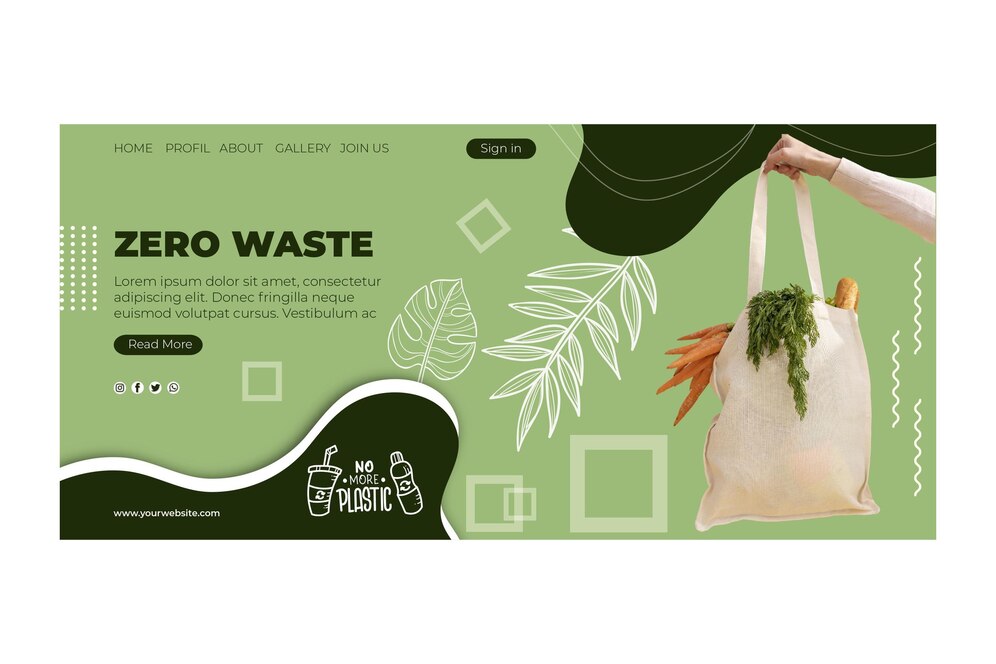 HOME PROFIL ABOUT GALLERY JOIN US Sign in
ZERO WASTE
Lorem ipsum dolor sit amet, consectetur
adipiscing elit. Donec fringilla neque
euismod volutpat cursus. Vestibulum ac
Read More
NO
MORE
PLASTIC
www.yourwebsite.com